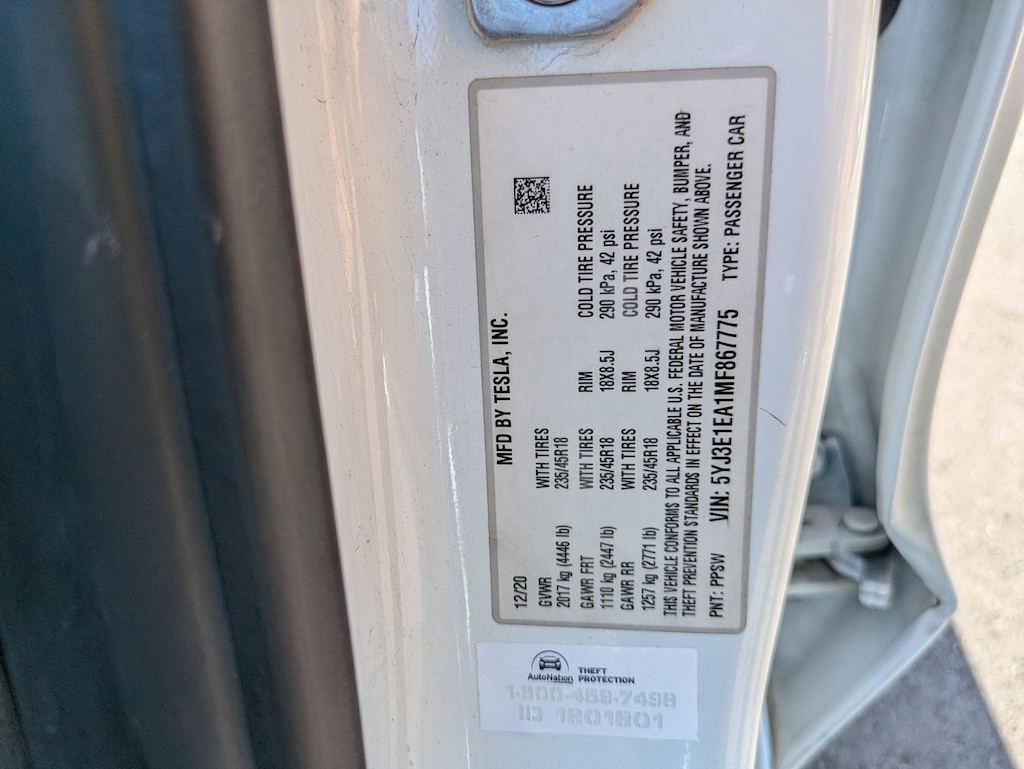 MFD BY TESLA, INC.
12/20
GVWR WITH TIRES
2017 kg (4446 lb) 235/45R18
GAWR FRT WITH TIRES RIM COLD TIRE PRESSURE
1110 kg (2447 lb) 235/45R18 18X8.5J 290 kPa, 42 psi
GAWR RR WITH TIRES RIM COLD TIRE PRESSURE
1257 kg (2771 lb) 235/45R18 18X8.5J 290 kPa, 42 psi
THIS VEHICLE CONFORMS TO ALL APPLICABLE U.S. FEDERAL MOTOR VEHICLE SAFETY, BUMPER, AND
THEFT PREVENTION STANDARDS IN EFFECT ON THE DATE OF MANUFACTURE SHOWN ABOVE.
PNT: PPSW VIN: 5YJ3E1EA1MF867775 TYPE: PASSENGER CAR
AutoNation
THEFT
PROTECTION
1-800-458-7498
ID 1201801